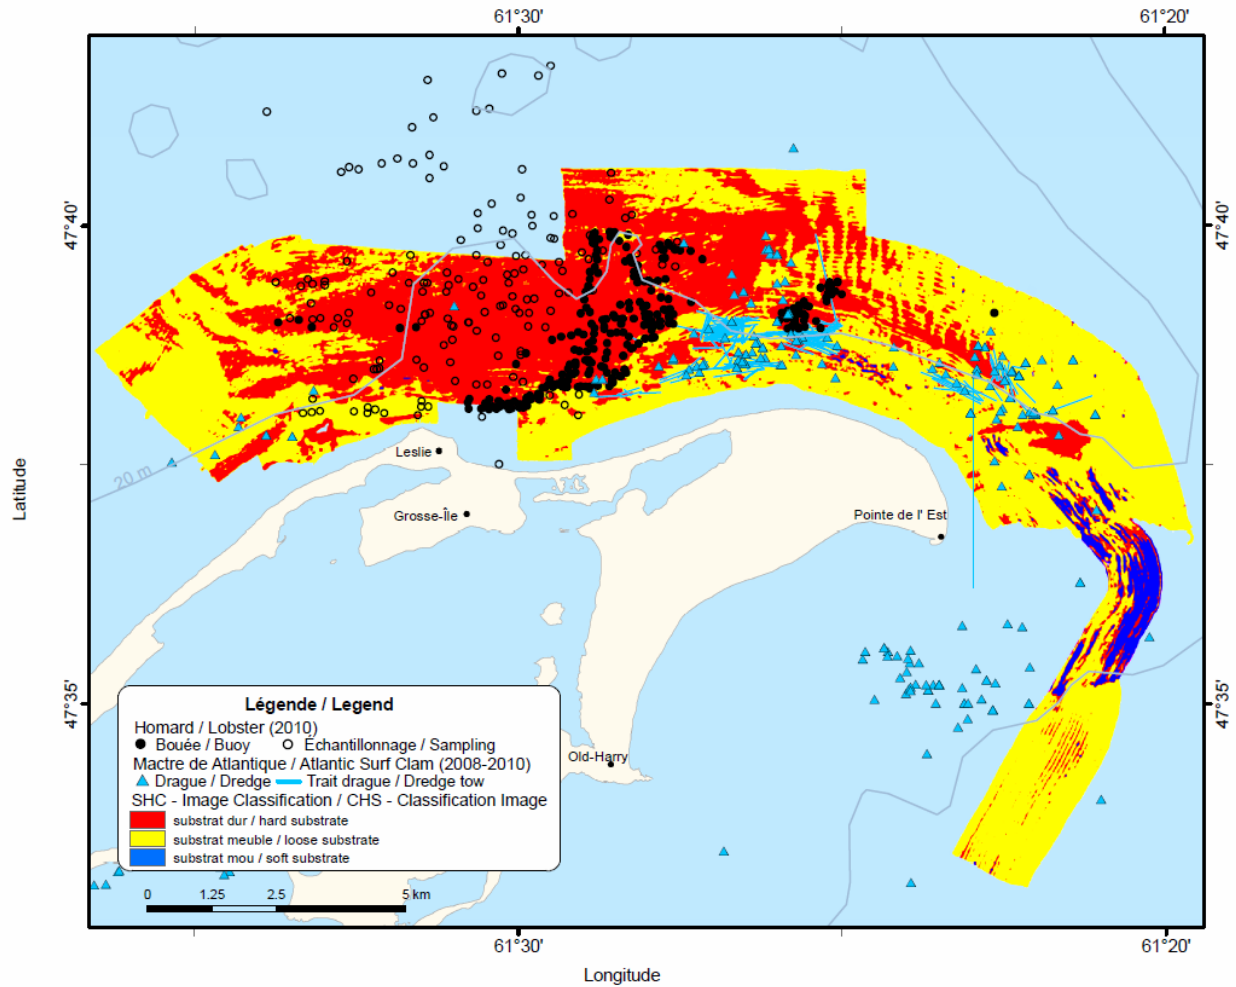 61°30'
61°20'
47°40'
47°40'
20 m
Leslie
Grosse-Île
Pointe de l' Est
Latitude
47°35'
47°35'
Légende / Legend
Homard / Lobster (2010)
Bouée / Buoy Échantillonnage / Sampling
Mactre de Atlantique / Atlantic Surf Clam (2008-2010)
Drague / Dredge Trait drague / Dredge tow
SHC - Image Classification / CHS - Classification Image
substrat dur / hard substrate
substrat meuble / loose substrate
substrat mou / soft substrate
Old-Harry
0 1.25 2.5 5 km
61°30'
61°20'
Longitude